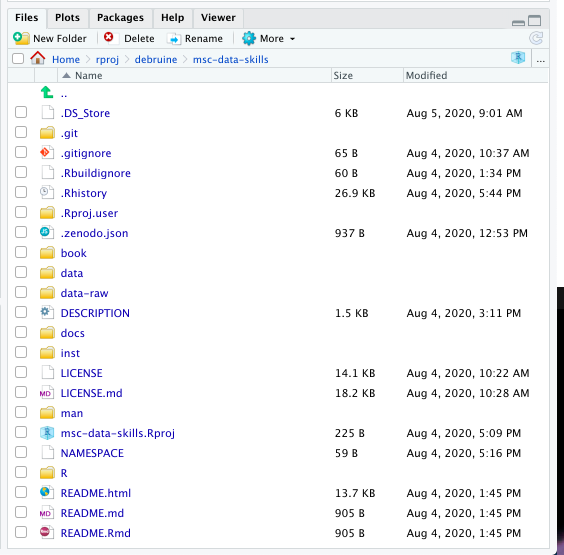 Files Plots Packages Help Viewer
New Folder Delete Rename More
Home rproj debruine msc-data-skills ...
Name Size Modified
..
.DS_Store 6 KB Aug 5, 2020, 9:01 AM
.git
.gitignore 65 B Aug 4, 2020, 10:37 AM
.Rbuildignore 60 B Aug 4, 2020, 1:34 PM
.Rhistory 26.9 KB Aug 4, 2020, 5:44 PM
.Rproj.user
.zenodo.json 937 B Aug 4, 2020, 12:53 PM
book
data
data-raw
DESCRIPTION 1.5 KB Aug 4, 2020, 3:11 PM
docs
inst
LICENSE 14.1 KB Aug 4, 2020, 10:22 AM
MD LICENSE.md 18.2 KB Aug 4, 2020, 10:28 AM
man
msc-data-skills.Rproj 225 B Aug 4, 2020, 5:09 PM
NAMESPACE 59 B Aug 4, 2020, 5:16 PM
R
README.html 13.7 KB Aug 4, 2020, 1:45 PM
MD README.md 905 B Aug 4, 2020, 1:45 PM
README.Rmd 905 B Aug 4, 2020, 1:45 PM